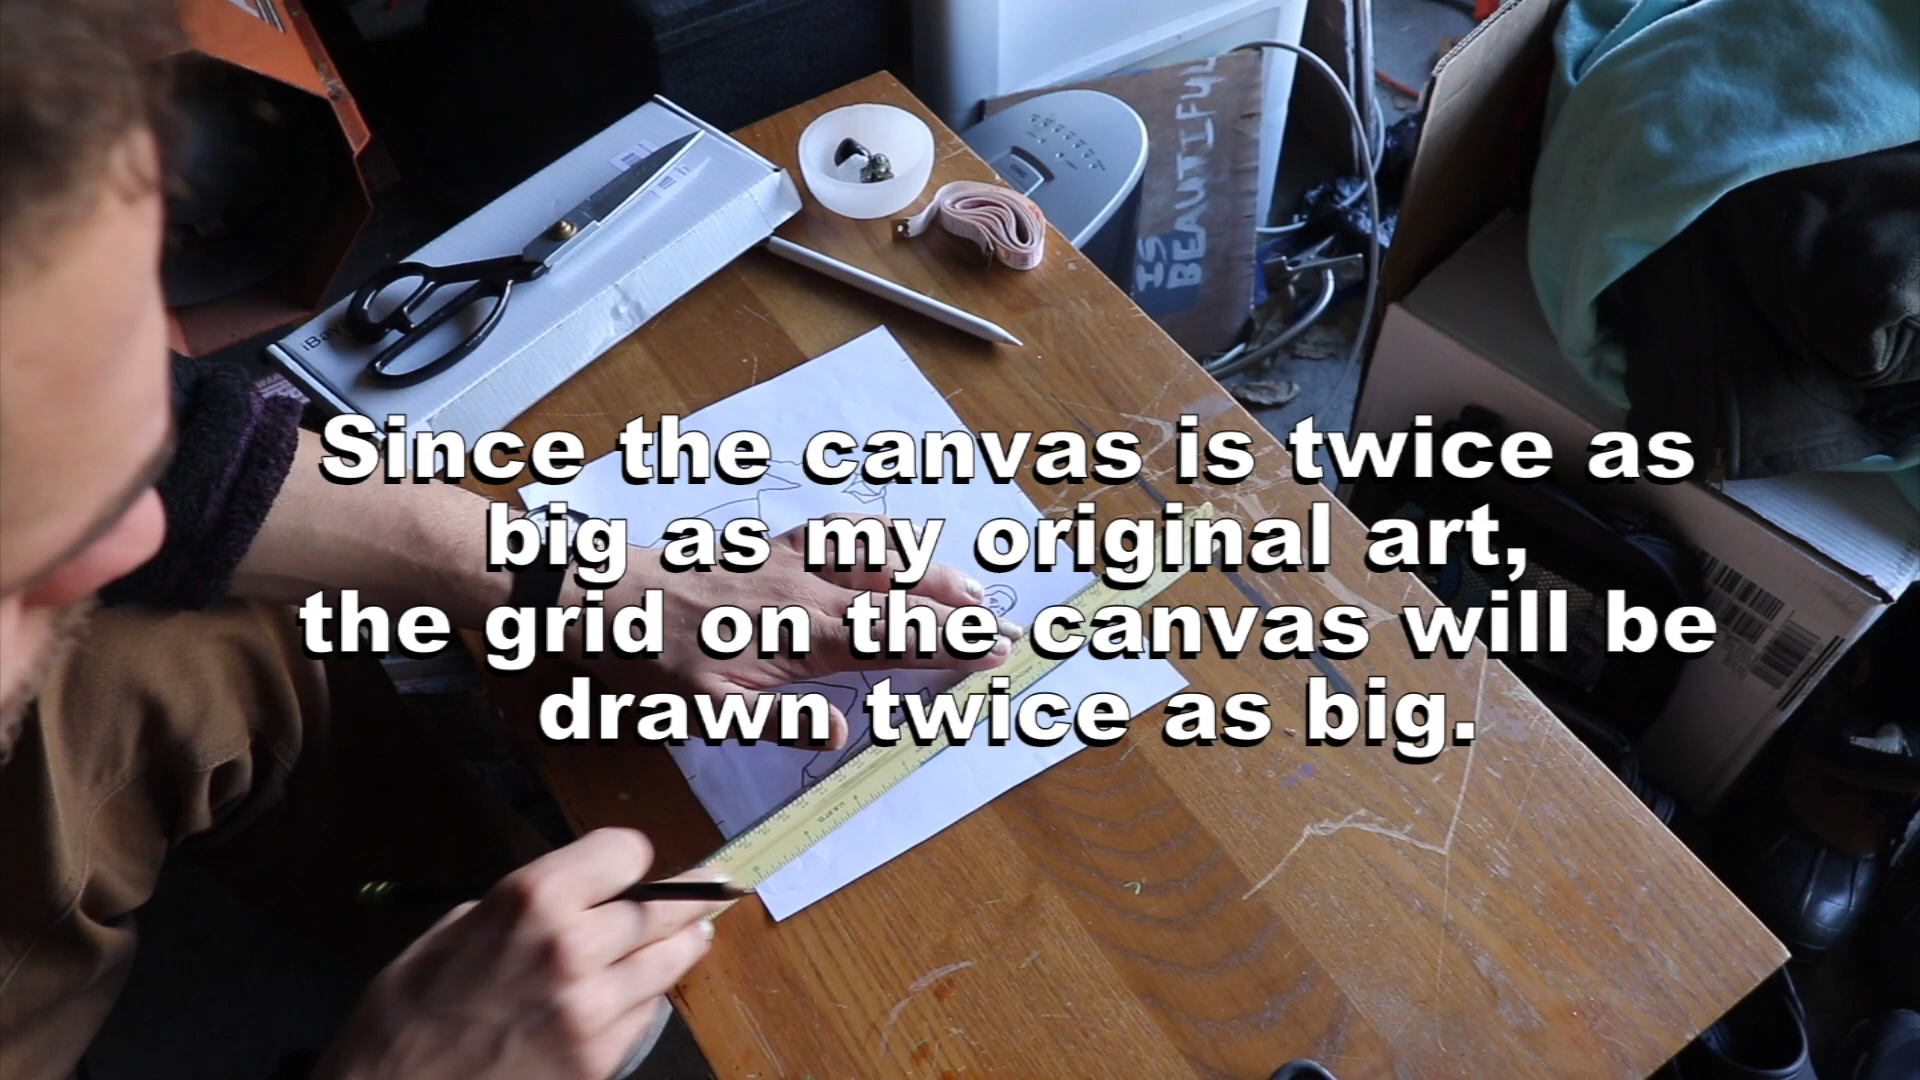 IS
BEAUTIFUL
Since the canvas is twice as
big as my original art,
the grid on the canvas will be
drawn twice as big.